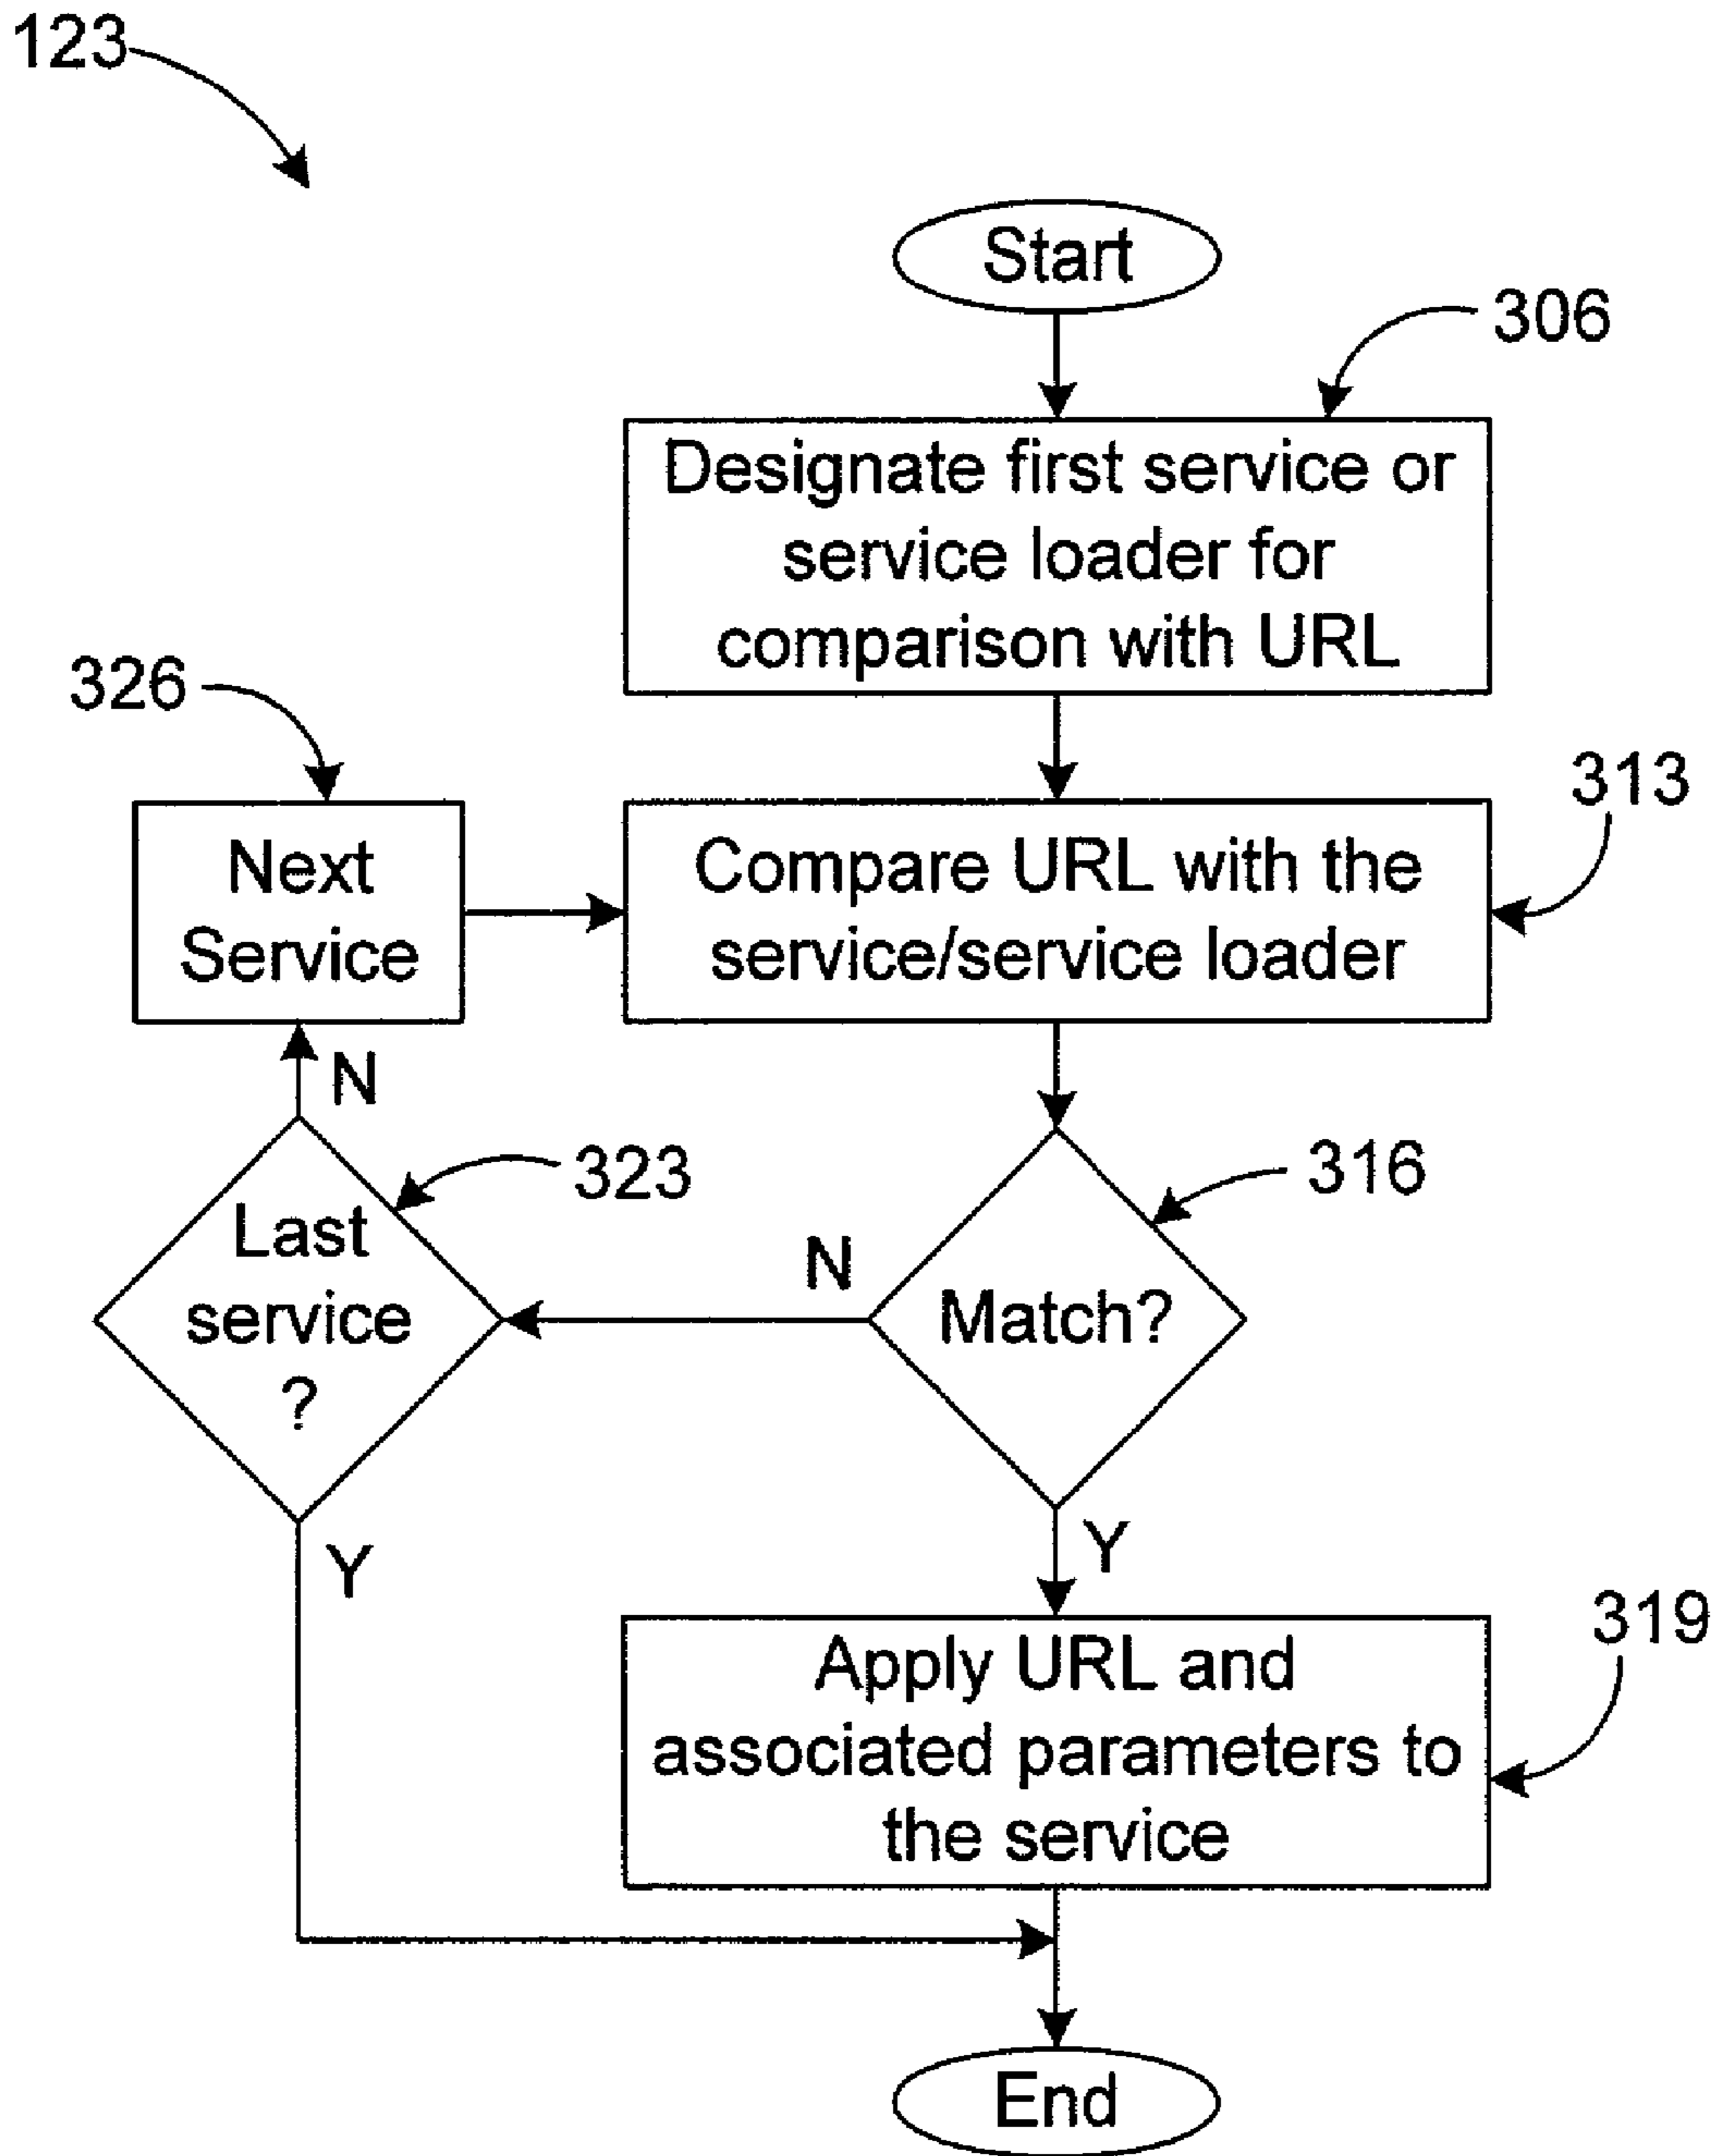 123
Start
306
Designate first service or
service loader for
comparison with URL
326
313
Next
Service
Compare URL with the
service/service loader
N
323
316
Last
service
?
N
Match?
Y
Y
319
Apply URL and
associated parameters to
the service
End